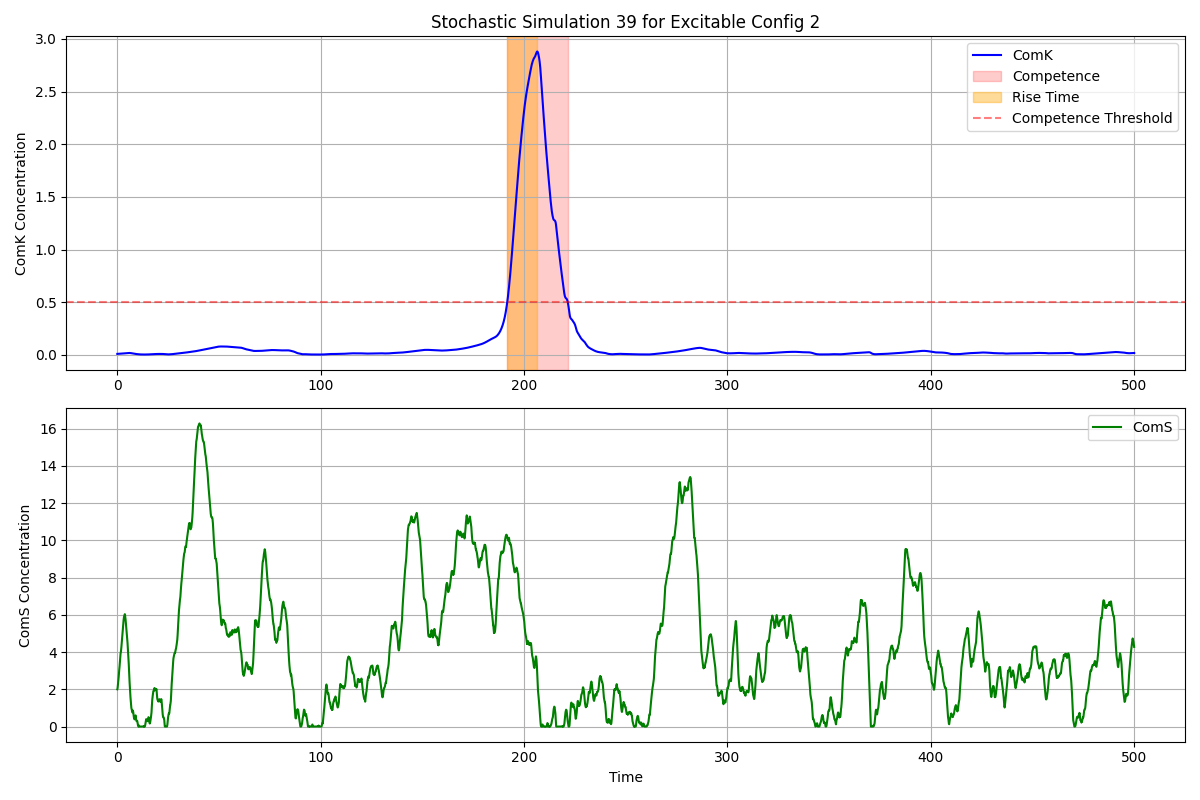 Stochastic Simulation 39 for Excitable Config 2
ComK Concentration
3.0
2.5
2.0
1.5
1.0
0.5
0.0
ComK
Competence
Rise Time
Competence Threshold
0 100 200 300 400 500
ComS Concentration
16
14
12
10
8
6
4
2
0
ComS
0 100 200 300 400 500
Time